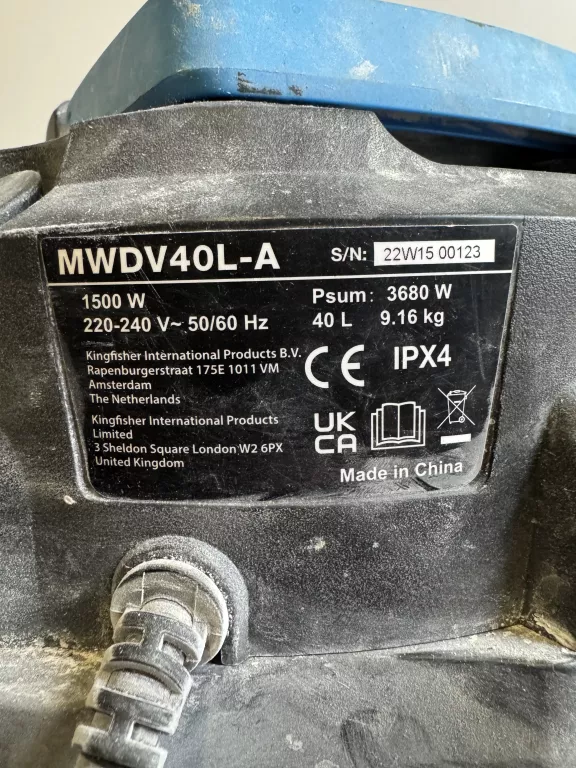 MWDV40L-A S/N: 22W15 00123
1500 W Psum: 3680 W
220-240 V~ 50/60 Hz 40 L 9.16 kg
Kingfisher International Products B.V.
Rapenburgerstraat 175E 1011 VM
Amsterdam
The Netherlands
CE IPX4
Kingfisher International Products
Limited
3 Sheldon Square London W2 6PX
United Kingdom
UK
CA
Made in China